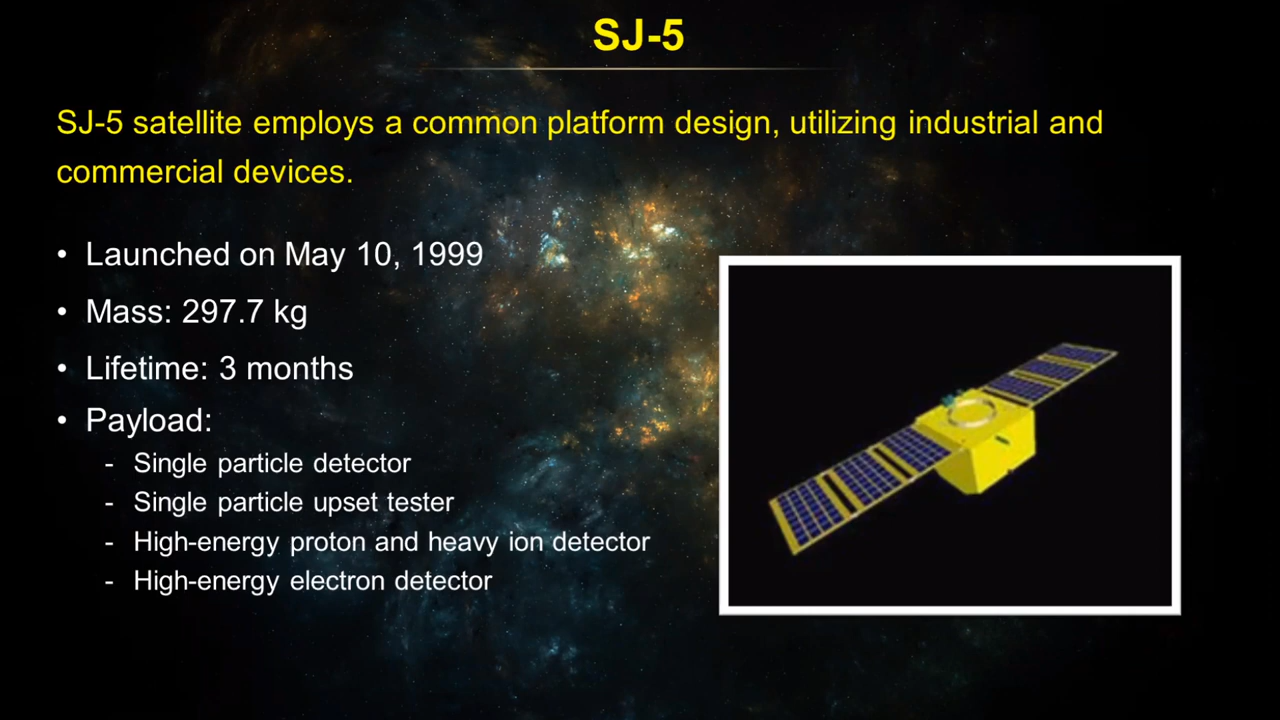 SJ-5
SJ-5 satellite employs a common platform design, utilizing industrial and
commercial devices.
• Launched on May 10, 1999
• Mass: 297.7 kg
• Lifetime: 3 months
• Payload:
- Single particle detector
- Single particle upset tester
- High-energy proton and heavy ion detector
- High-energy electron detector